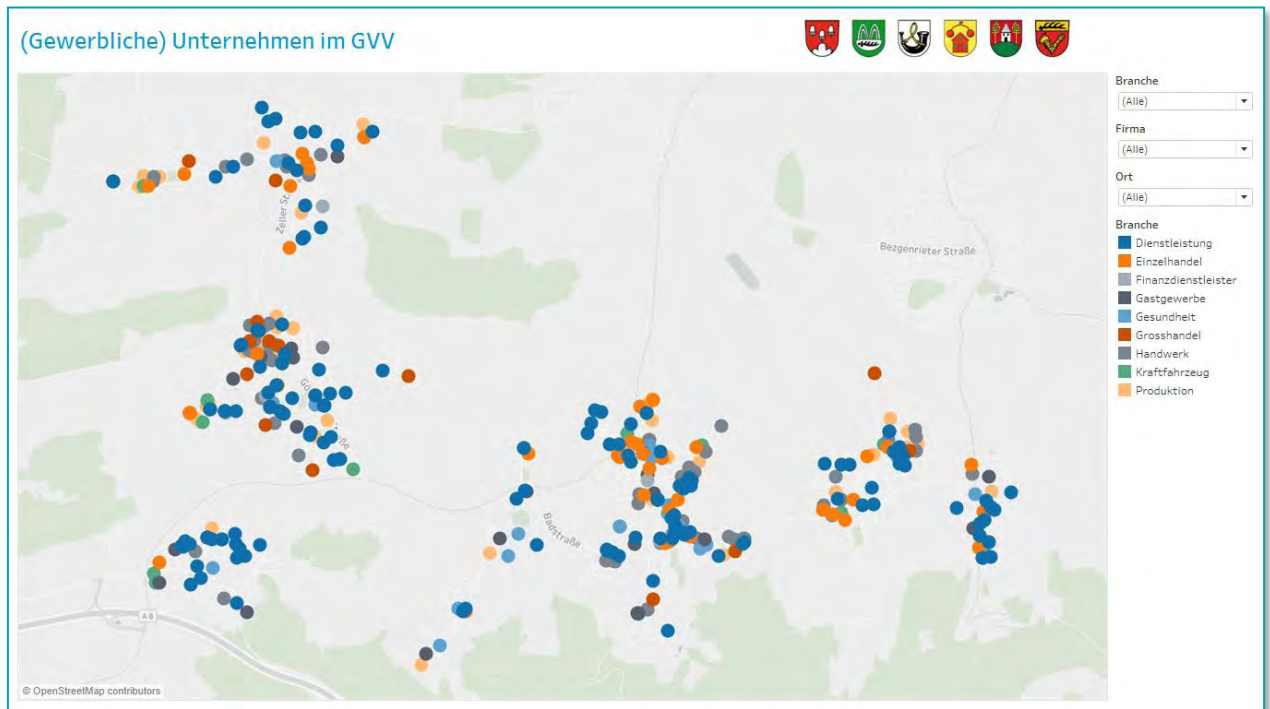 (Gewerbliche) Unternehmen im GVV
Branche
(Alle)
Firma
(Alle)
Ort
(Alle)
Branche
Dienstleistung
Einzelhandel
Finanzdienstleister
Gastgewerbe
Gesundheit
Grosshandel
Handwerk
Kraftfahrzeug
Produktion
Zeller St
Bezgenrieter Straße
Badstraße
A 8
© OpenStreetMap contributors